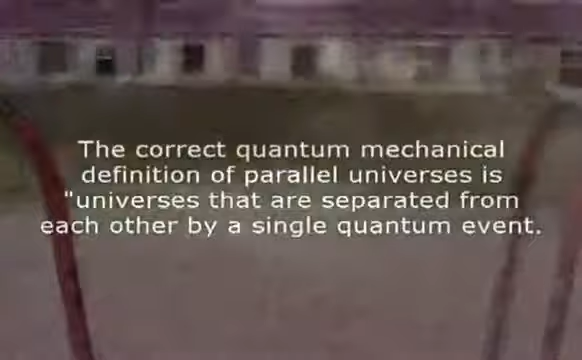 The correct quantum mechanical
definition of parallel universes is
"universes that are separated from
each other by a single quantum event.